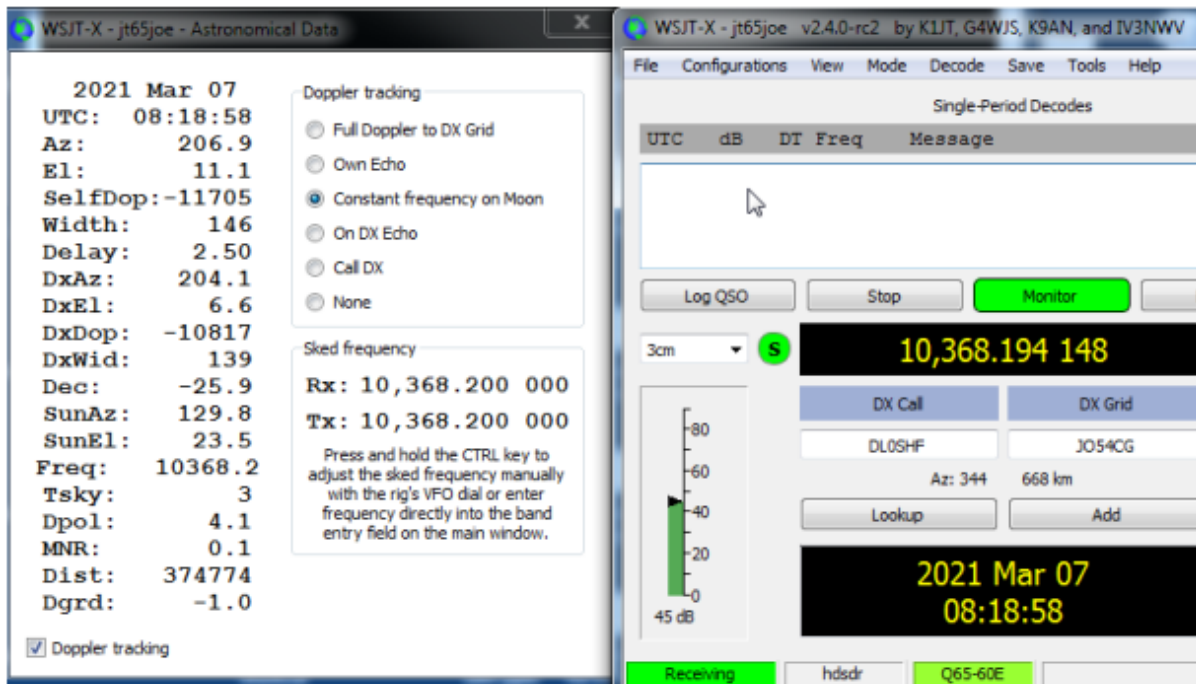 WSJT-X - jt65joe - Astronomical Data
2021 Mar 07
UTC: 08:18:58
Az: 206.9
El: 11.1
SelfDop:-11705
Width: 146
Delay: 2.50
DxAz: 204.1
DxEl: 6.6
DxDop: -10817
DxWid: 139
Dec: -25.9
SunAz: 129.8
SunEl: 23.5
Freq: 10368.2
Tsky: 3
Dpol: 4.1
MNR: 0.1
Dist: 374774
Dgrd: -1.0
Doppler tracking
Doppler tracking
Full Doppler to DX Grid
Own Echo
Constant frequency on Moon
On DX Echo
Call DX
None
Sked frequency
Rx: 10,368.200 000
Tx: 10,368.200 000
Press and hold the CTRL key to
adjust the sked frequency manually
with the rig's VFO dial or enter
frequency directly into the band
entry field on the main window.
WSJT-X - jt65joe v2.4.0-rc2 by K1JT, G4WJS, K9AN, and IV3NWV
File Configurations View Mode Decode Save Tools Help
Single-Period Decodes
UTC dB DT Freq Message
Log QSO Stop Monitor
3cm S 10,368.194 148
DX Call DX Grid
DL0SHF JO54CG
Az: 344 668 km
Lookup Add
80
60
40
20
0
45 dB
2021 Mar 07
08:18:58
Receiving hdsdr Q65-60E